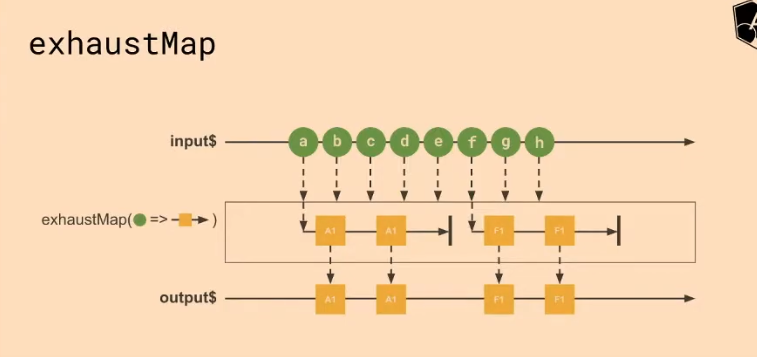 exhaustMap
input$ a b c d e f g h
exhaustMap( => )
A1 A1 F1 F1
output$ A1 A1 F1 F1